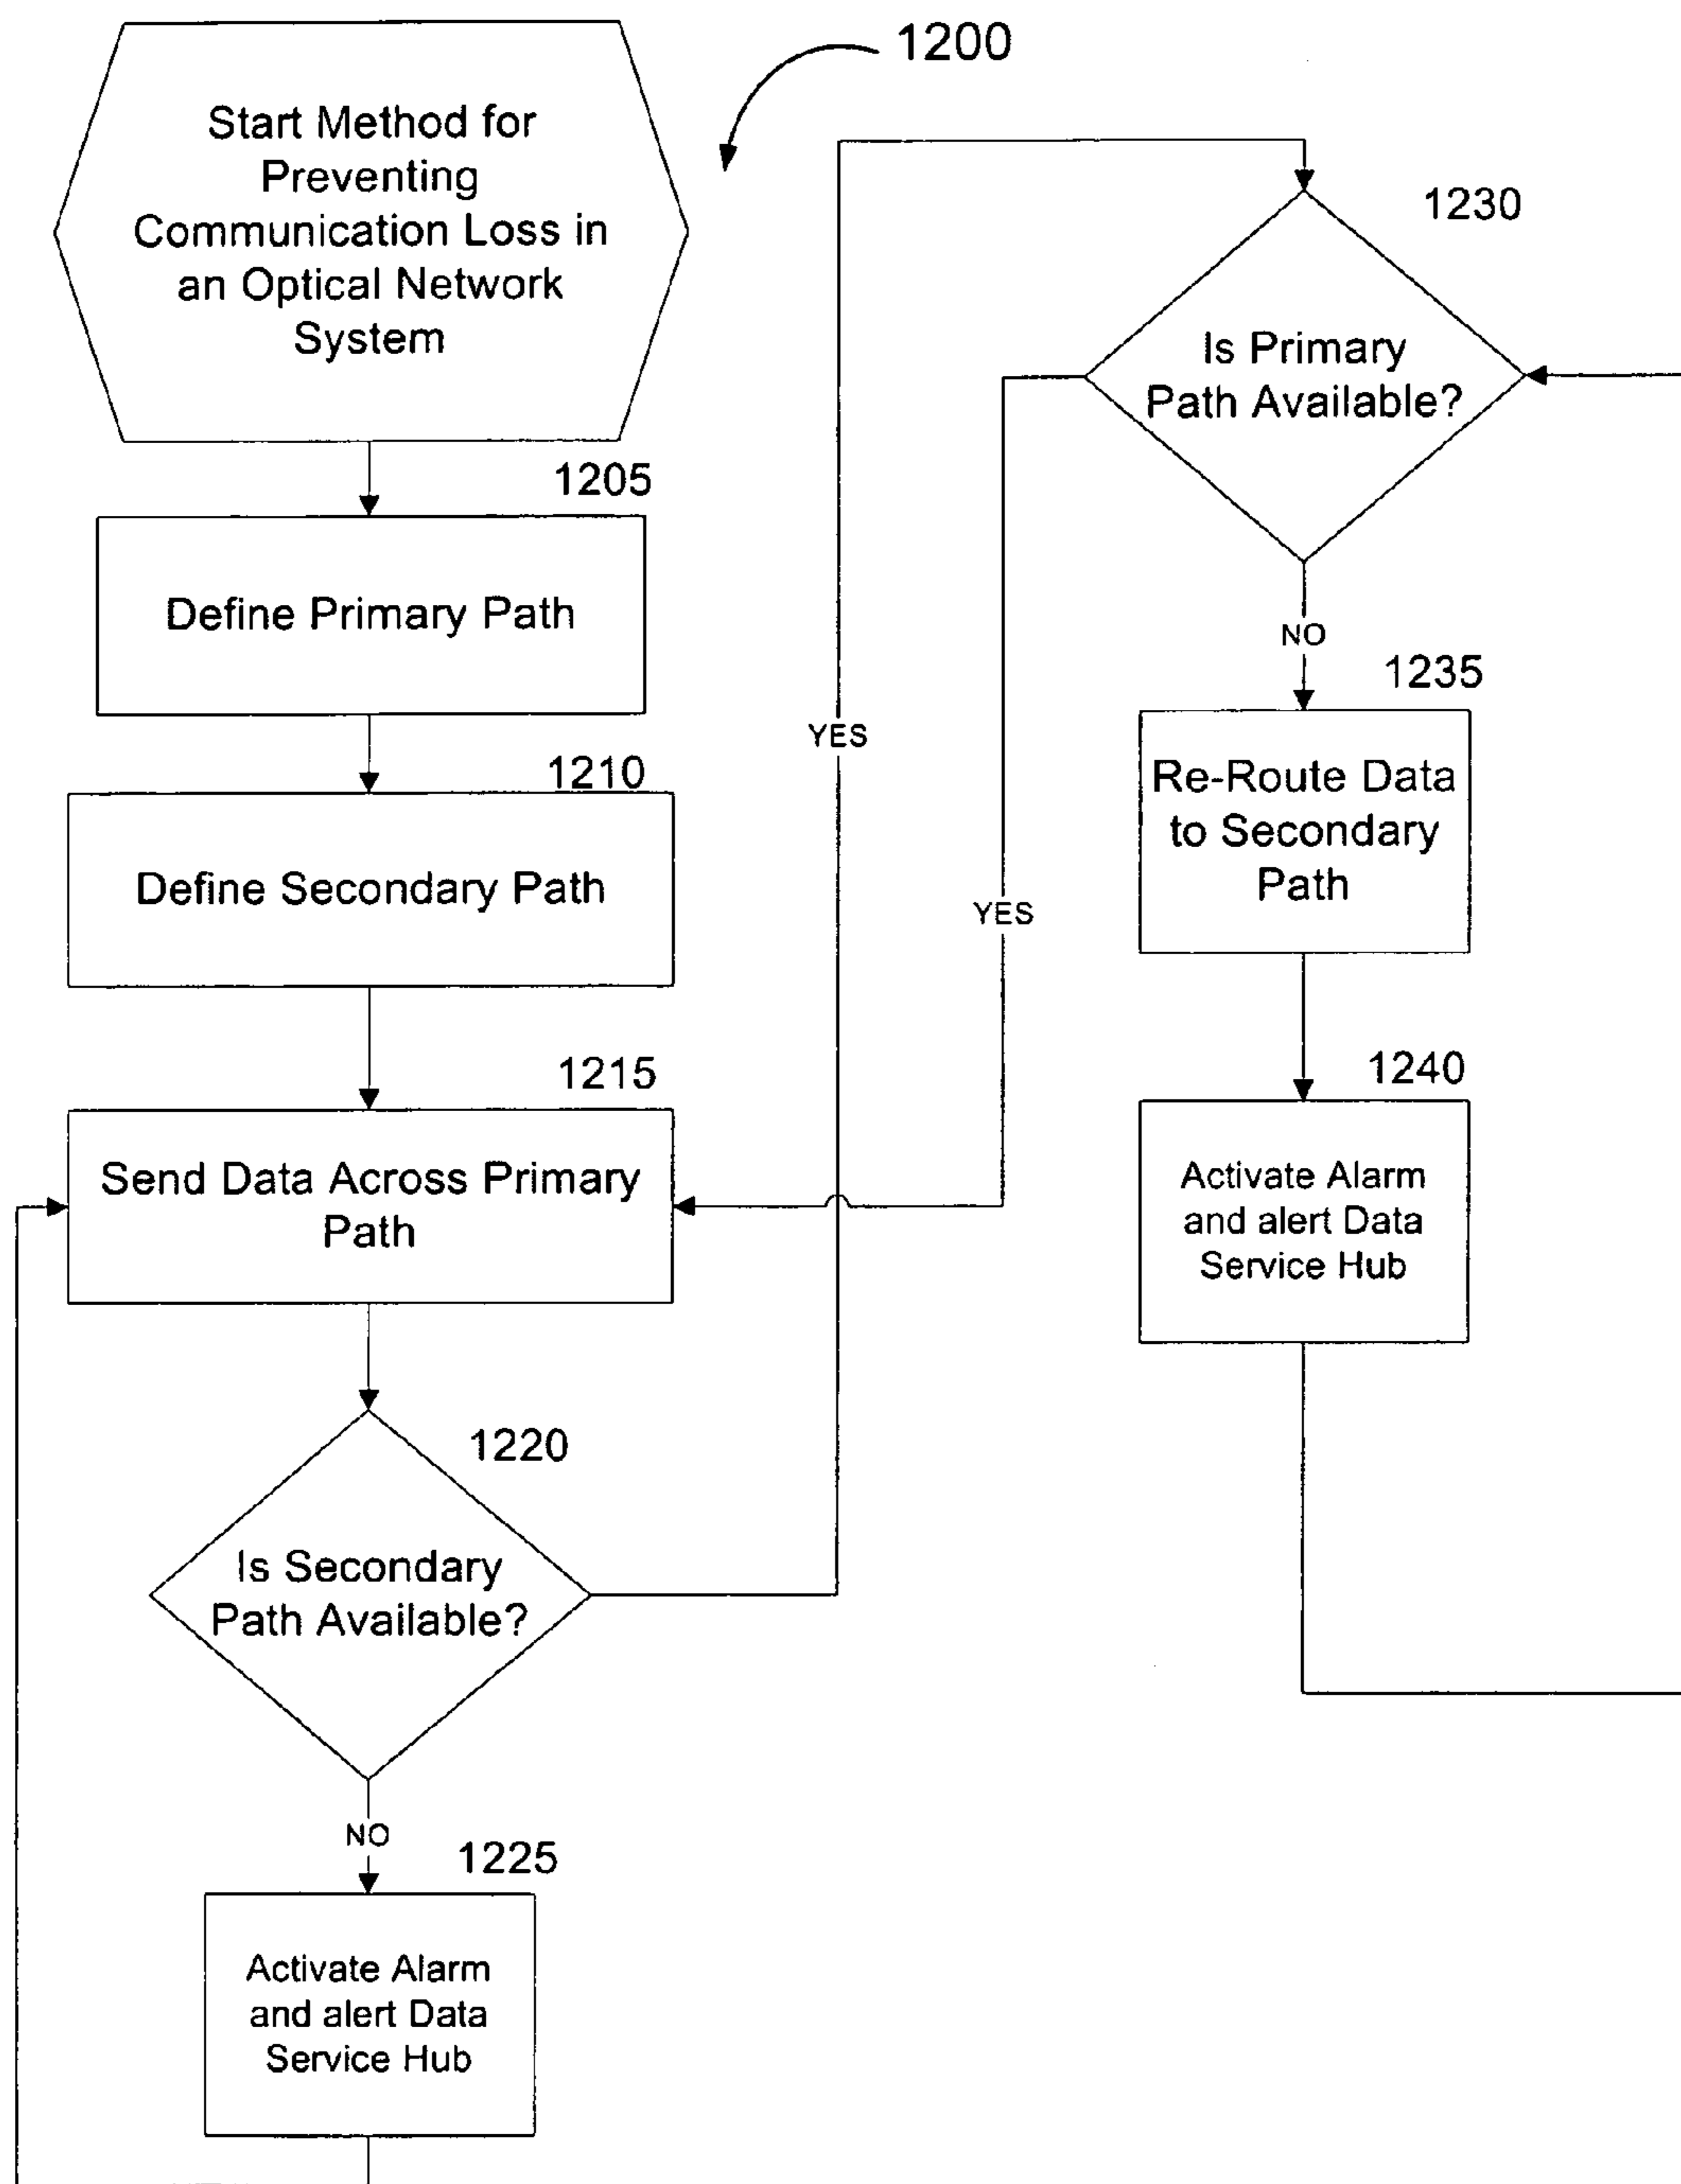 1200
Start Method for
Preventing
Communication Loss in
an Optical Network
System
1205
Define Primary Path
1210
Define Secondary Path
1215
Send Data Across Primary
Path
1220
Is Secondary
Path Available?
NO
1225
Activate Alarm
and alert Data
Service Hub
YES
1230
Is Primary
Path Available?
YES
NO
1235
Re-Route Data
to Secondary
Path
1240
Activate Alarm
and alert Data
Service Hub